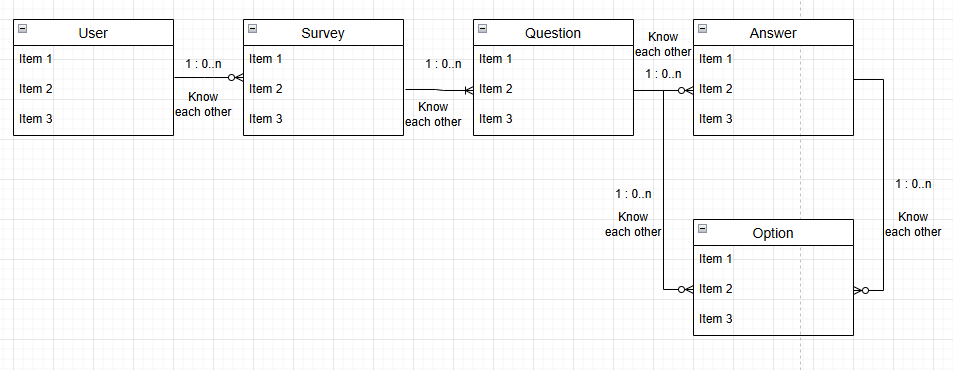 User
Item 1
Item 2
Item 3
1 : 0..n
Know
each other
Survey
Item 1
Item 2
Item 3
1 : 0..n
Know
each other
Question
Item 1
Item 2
Item 3
Know
each other
1 : 0..n
Answer
Item 1
Item 2
Item 3
1 : 0..n
Know
each other
1 : 0..n
Know
each other
Option
Item 1
Item 2
Item 3